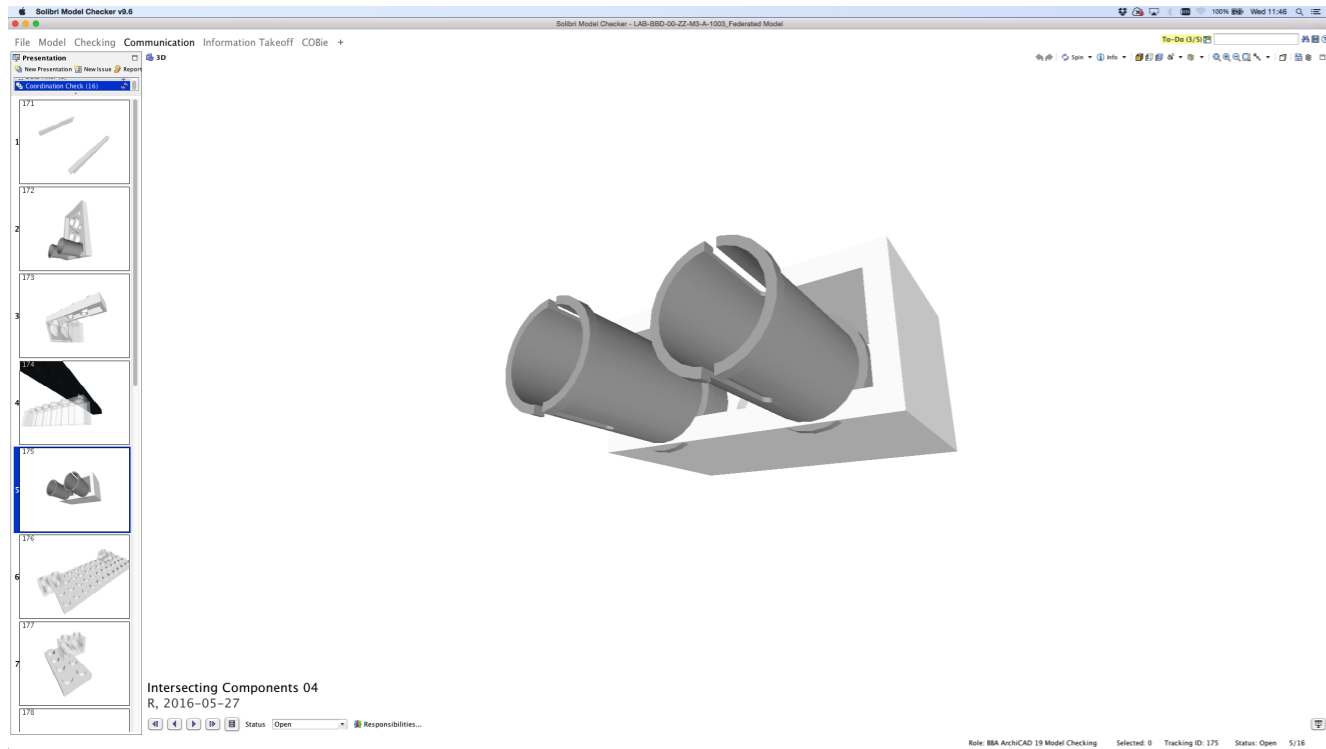 Solibri Model Checker v9.6
100% Wed 11:46
Solibri Model Checker - LAB-BBD-00-ZZ-M3-A-1003_Federated Model
File Model Checking Communication Information Takeoff COBie +
To-Do (3/5)
Presentation
3D
New Presentation New Issue Report
Spin Info
Coordination Check (16)
171
1
172
2
173
3
174
4
175
5
176
6
177
7
178
Intersecting Components 04
R, 2016-05-27
Status Open Responsibilities...
Role: BBA ArchiCAD 19 Model Checking Selected: 0 Tracking ID: 175 Status: Open 5/16